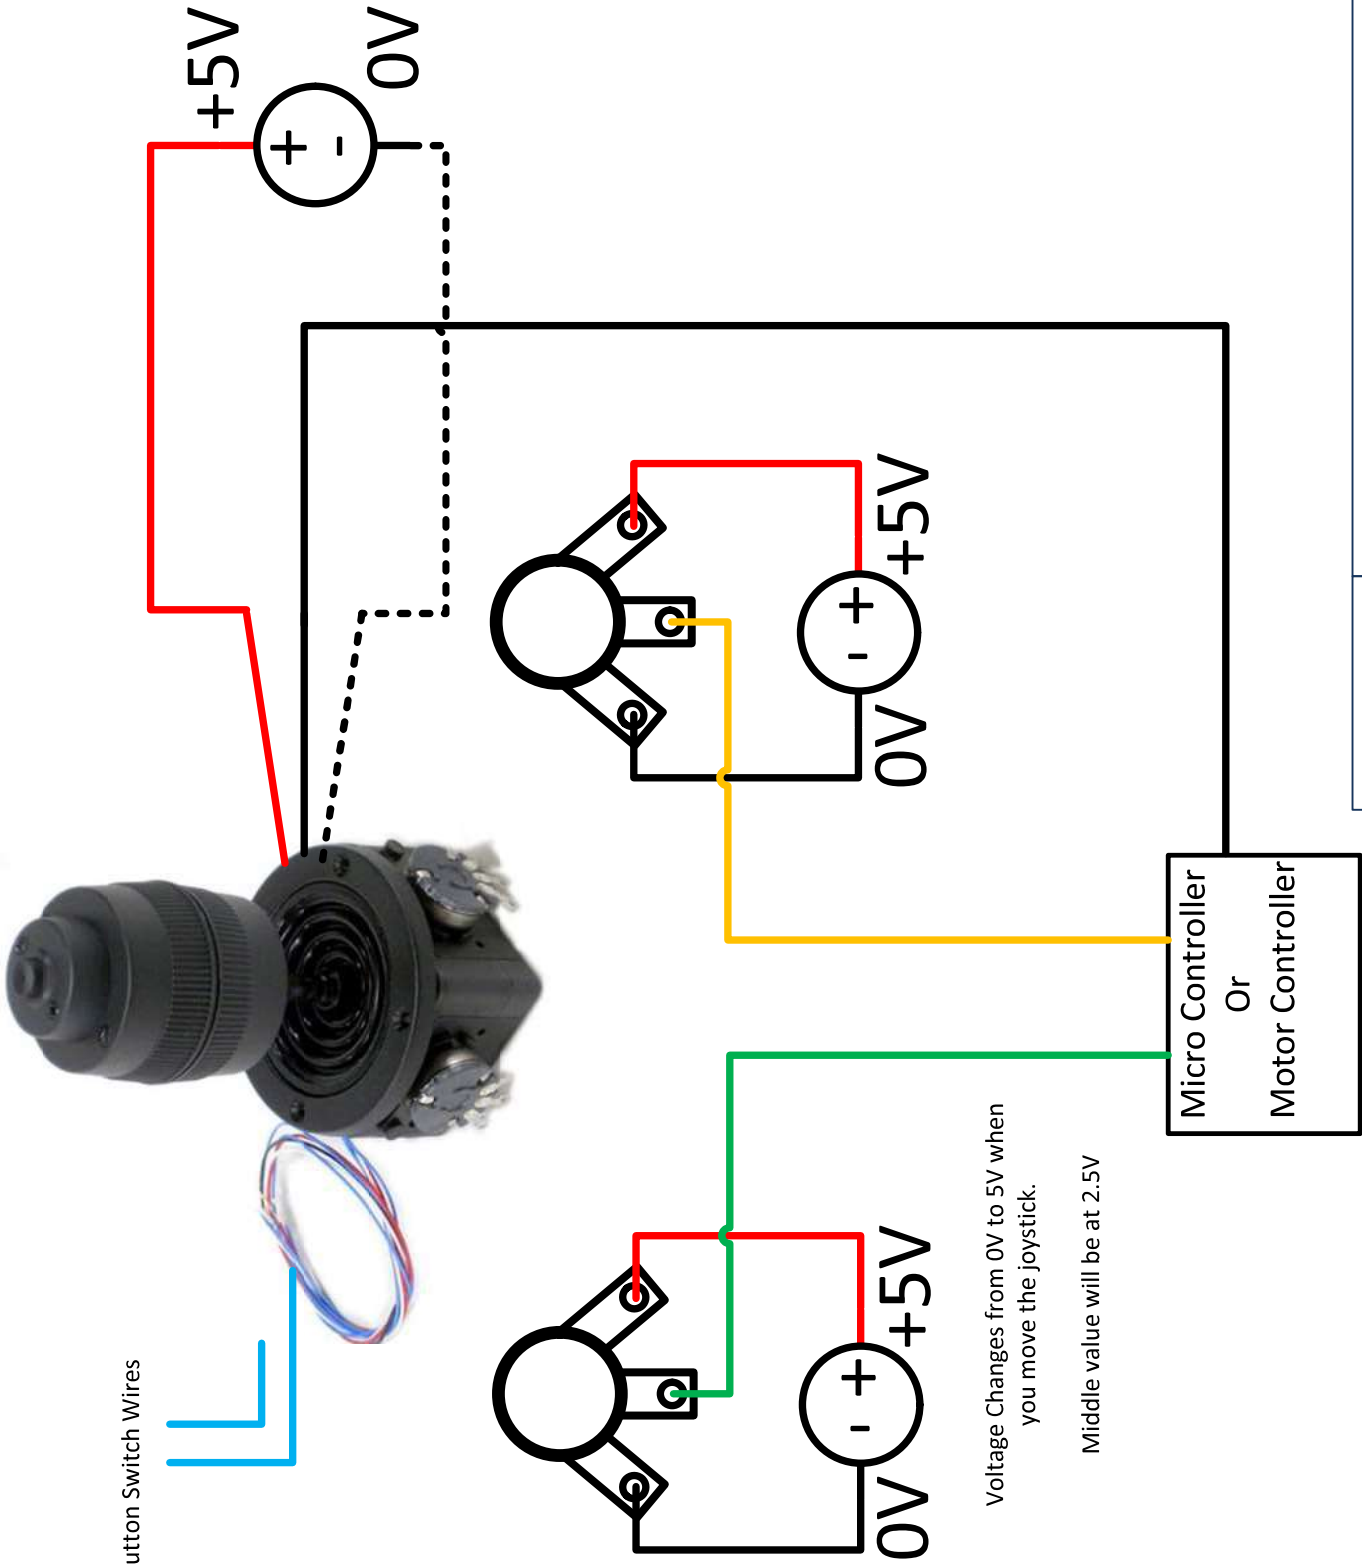 utton Switch Wires
+5V
0V
+
-
+5V
0V
+
-
+5V
0V
+
-
Voltage Changes from 0V to 5V when
you move the joystick.
Middle value will be at 2.5V
Micro Controller
Or
Motor Controller